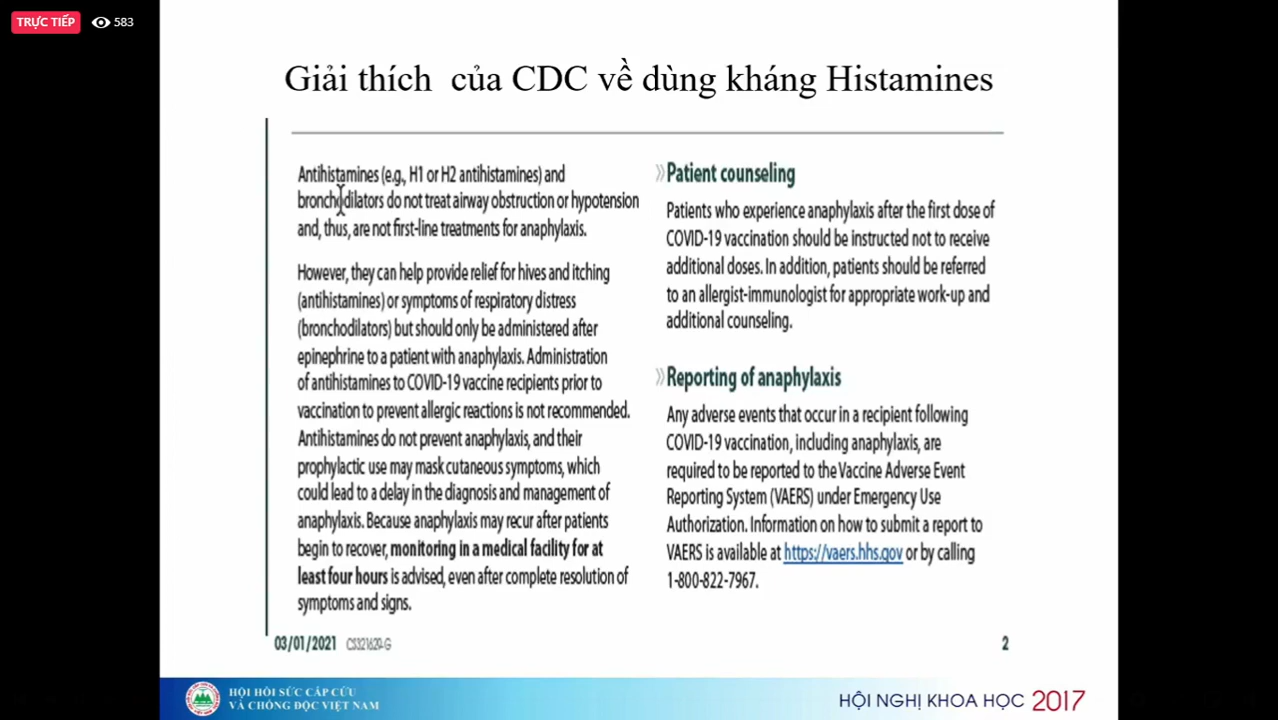 TRỰC TIẾP
583
Giải thích của CDC về dùng kháng Histamines
Antihistamines (e.g., H1 or H2 antihistamines) and
bronchodilators do not treat airway obstruction or hypotension
and, thus, are not first-line treatments for anaphylaxis.
However, they can help provide relief for hives and itching
(antihistamines) or symptoms of respiratory distress
(bronchodilators) but should only be administered after
epinephrine to a patient with anaphylaxis. Administration
of antihistamines to COVID-19 vaccine recipients prior to
vaccination to prevent allergic reactions is not recommended.
Antihistamines do not prevent anaphylaxis, and their
prophylactic use may mask cutaneous symptoms, which
could lead to a delay in the diagnosis and management of
anaphylaxis. Because anaphylaxis may recur after patients
begin to recover, monitoring in a medical facility for at
least four hours is advised, even after complete resolution of
symptoms and signs.
» Patient counseling
Patients who experience anaphylaxis after the first dose of
COVID-19 vaccination should be instructed not to receive
additional doses. In addition, patients should be referred
to an allergist-immunologist for appropriate work-up and
additional counseling.
» Reporting of anaphylaxis
Any adverse events that occur in a recipient following
COVID-19 vaccination, including anaphylaxis, are
required to be reported to the Vaccine Adverse Event
Reporting System (VAERS) under Emergency Use
Authorization. Information on how to submit a report to
VAERS is available at https://vaers.hhs.gov or by calling
1-800-822-7967.
03/01/2021 CS321629-G
2
HỘI HỒI SỨC CẤP CỨU
VÀ CHỐNG ĐỘC VIỆT NAM
HỘI NGHỊ KHOA HỌC 2017